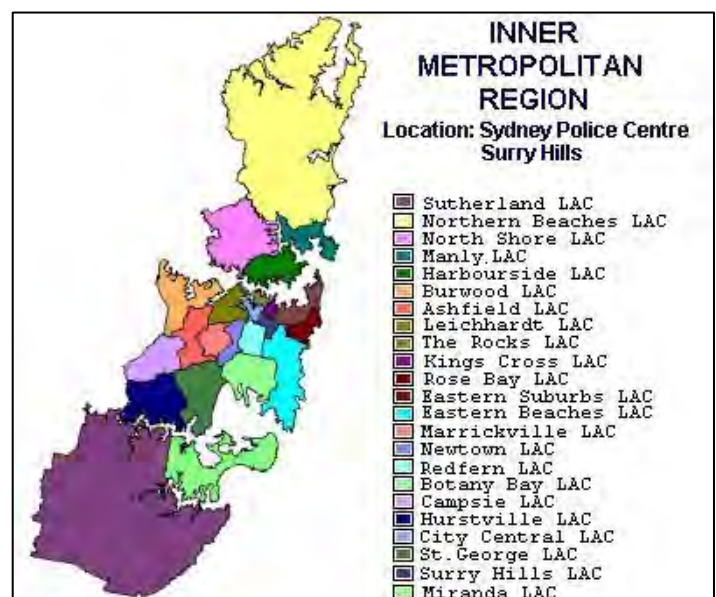 INNER
METROPOLITAN
REGION
Location: Sydney Police Centre
Surry Hills
Sutherland LAC
Northern Beaches LAC
North Shore LAC
Manly.LAC
Harbourside LAC
Burwood LAC
Ashfield LAC
Leichhardt LAC
The Rocks LAC
Kings Cross LAC
Rose Bay LAC
Eastern Suburbs LAC
Eastern Beaches LAC
Marrickville LAC
Newtown LAC
Redfern LAC
Botany Bay LAC
Campsie LAC
Hurstville LAC
City Central LAC
St.George LAC
Surry Hills LAC
Miranda LAC